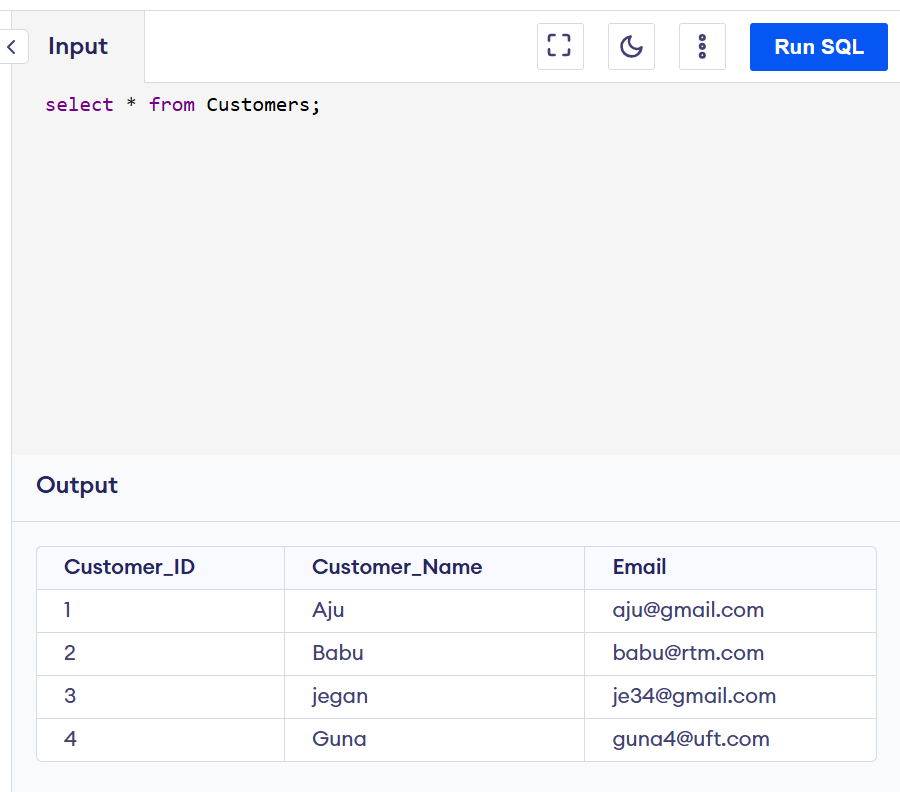 Input
Run SQL
select * from Customers;
Output
Customer_ID Customer_Name Email
1 Aju aju@gmail.com
2 Babu babu@rtm.com
3 jegan je34@gmail.com
4 Guna guna4@uft.com